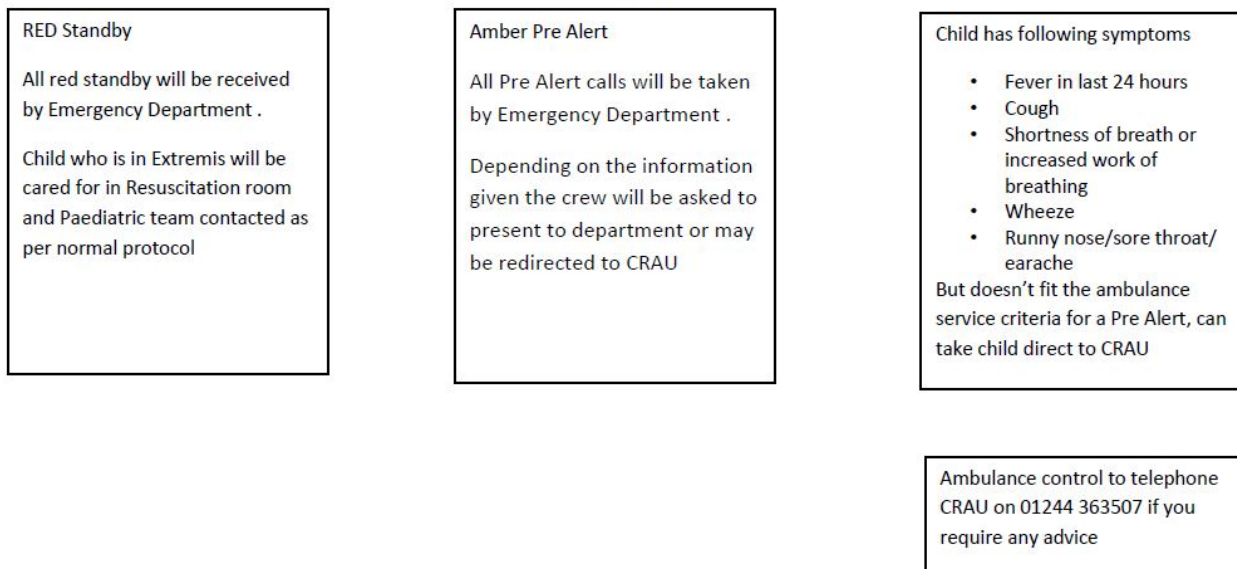 RED Standby
All red standby will be received
by Emergency Department .
Child who is in Extremis will be
cared for in Resuscitation room
and Paediatric team contacted as
per normal protocol
Amber Pre Alert
All Pre Alert calls will be taken
by Emergency Department .
Depending on the information
given the crew will be asked to
present to department or may
be redirected to CRAU
Child has following symptoms
• Fever in last 24 hours
• Cough
• Shortness of breath or
increased work of
breathing
• Wheeze
• Runny nose/sore throat/
earache
But doesn’t fit the ambulance
service criteria for a Pre Alert, can
take child direct to CRAU
Ambulance control to telephone
CRAU on 01244 363507 if you
require any advice